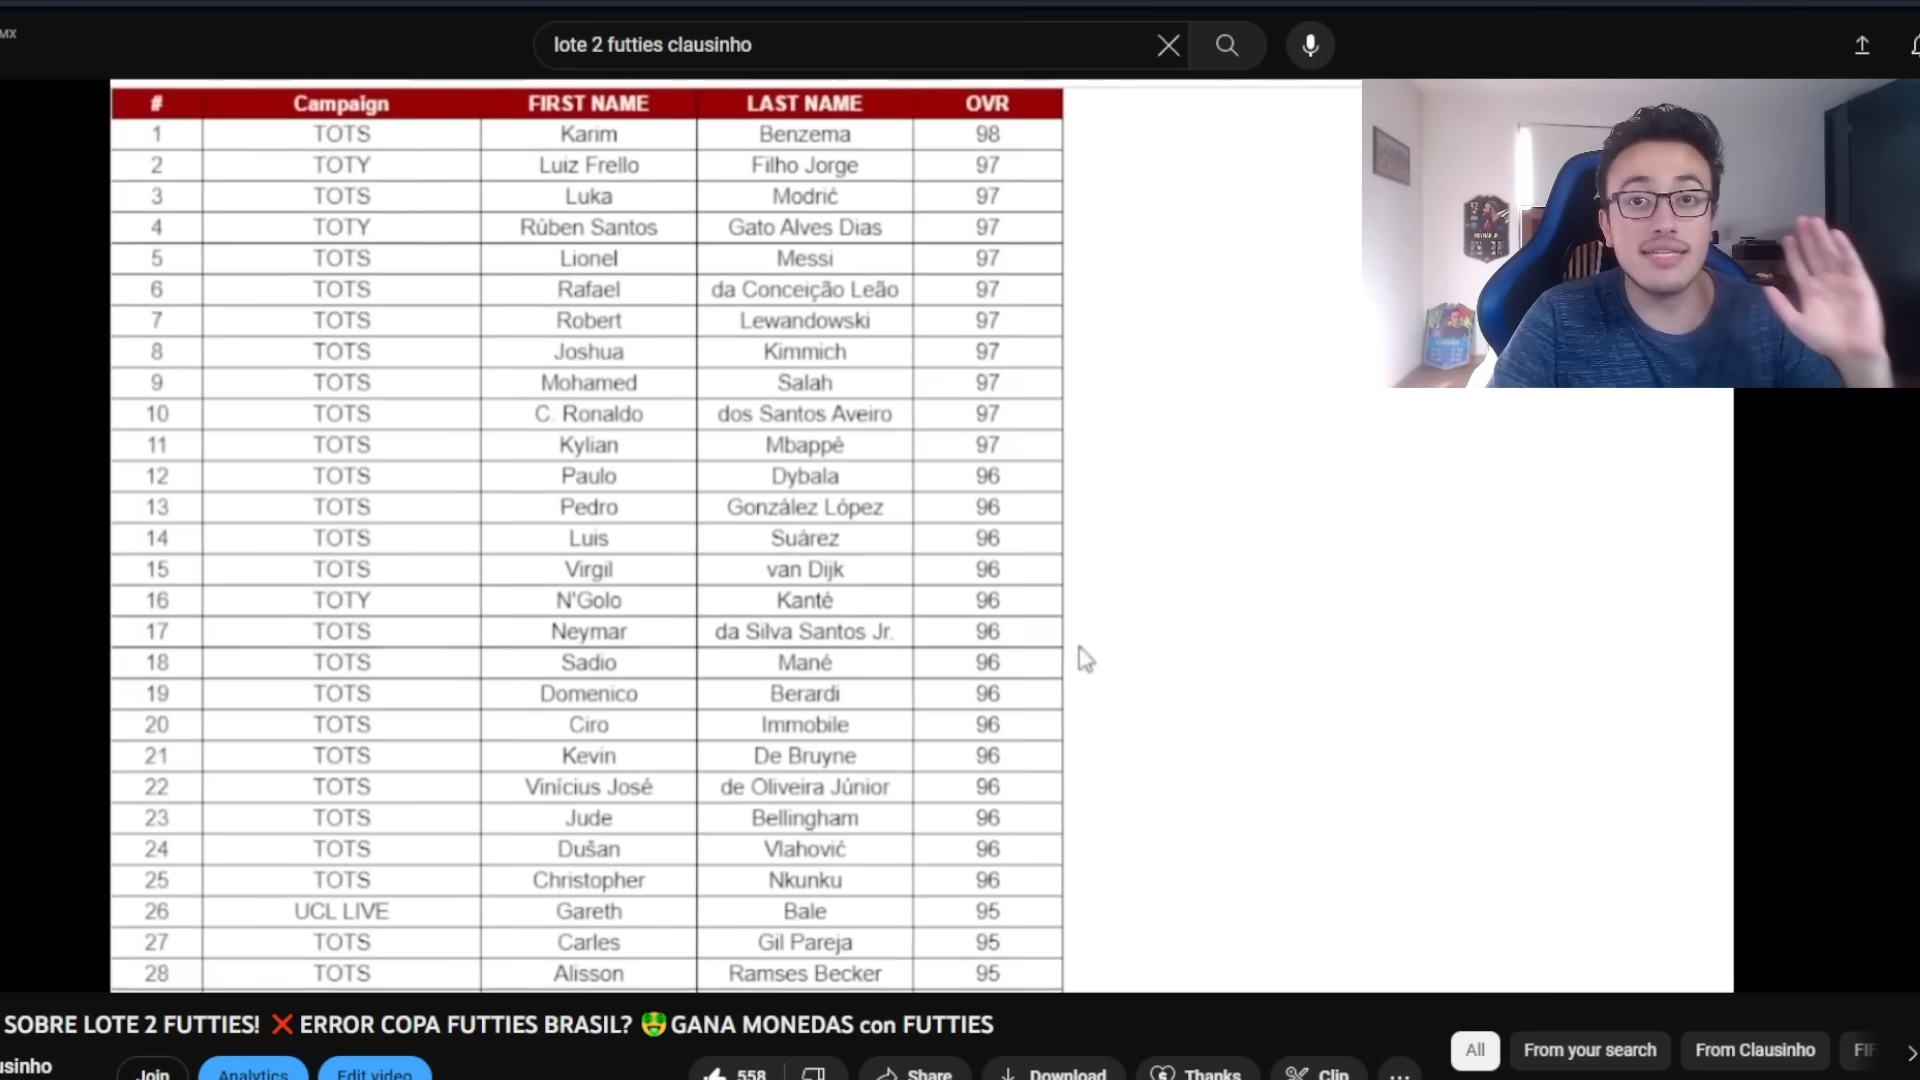 MX
lote 2 futties clausinho
# Campaign FIRST NAME LAST NAME OVR
1 TOTS Karim Benzema 98
2 TOTY Luiz Frello Filho Jorge 97
3 TOTS Luka Modrić 97
4 TOTY Rúben Santos Gato Alves Dias 97
5 TOTS Lionel Messi 97
6 TOTS Rafael da Conceição Leão 97
7 TOTS Robert Lewandowski 97
8 TOTS Joshua Kimmich 97
9 TOTS Mohamed Salah 97
10 TOTS C. Ronaldo dos Santos Aveiro 97
11 TOTS Kylian Mbappé 97
12 TOTS Paulo Dybala 96
13 TOTS Pedro González López 96
14 TOTS Luis Suárez 96
15 TOTS Virgil van Dijk 96
16 TOTY N'Golo Kanté 96
17 TOTS Neymar da Silva Santos Jr. 96
18 TOTS Sadio Mané 96
19 TOTS Domenico Berardi 96
20 TOTS Ciro Immobile 96
21 TOTS Kevin De Bruyne 96
22 TOTS Vinícius José de Oliveira Júnior 96
23 TOTS Jude Bellingham 96
24 TOTS Dušan Vlahović 96
25 TOTS Christopher Nkunku 96
26 UCL LIVE Gareth Bale 95
27 TOTS Carles Gil Pareja 95
28 TOTS Alisson Ramses Becker 95
SOBRE LOTE 2 FUTTIES! ❌ ERROR COPA FUTTIES BRASIL? 🤑 GANA MONEDAS con FUTTIES
usinho Join Analytics Edit video 558 Share Download Thanks Clip ...
All From your search From Clausinho FIF